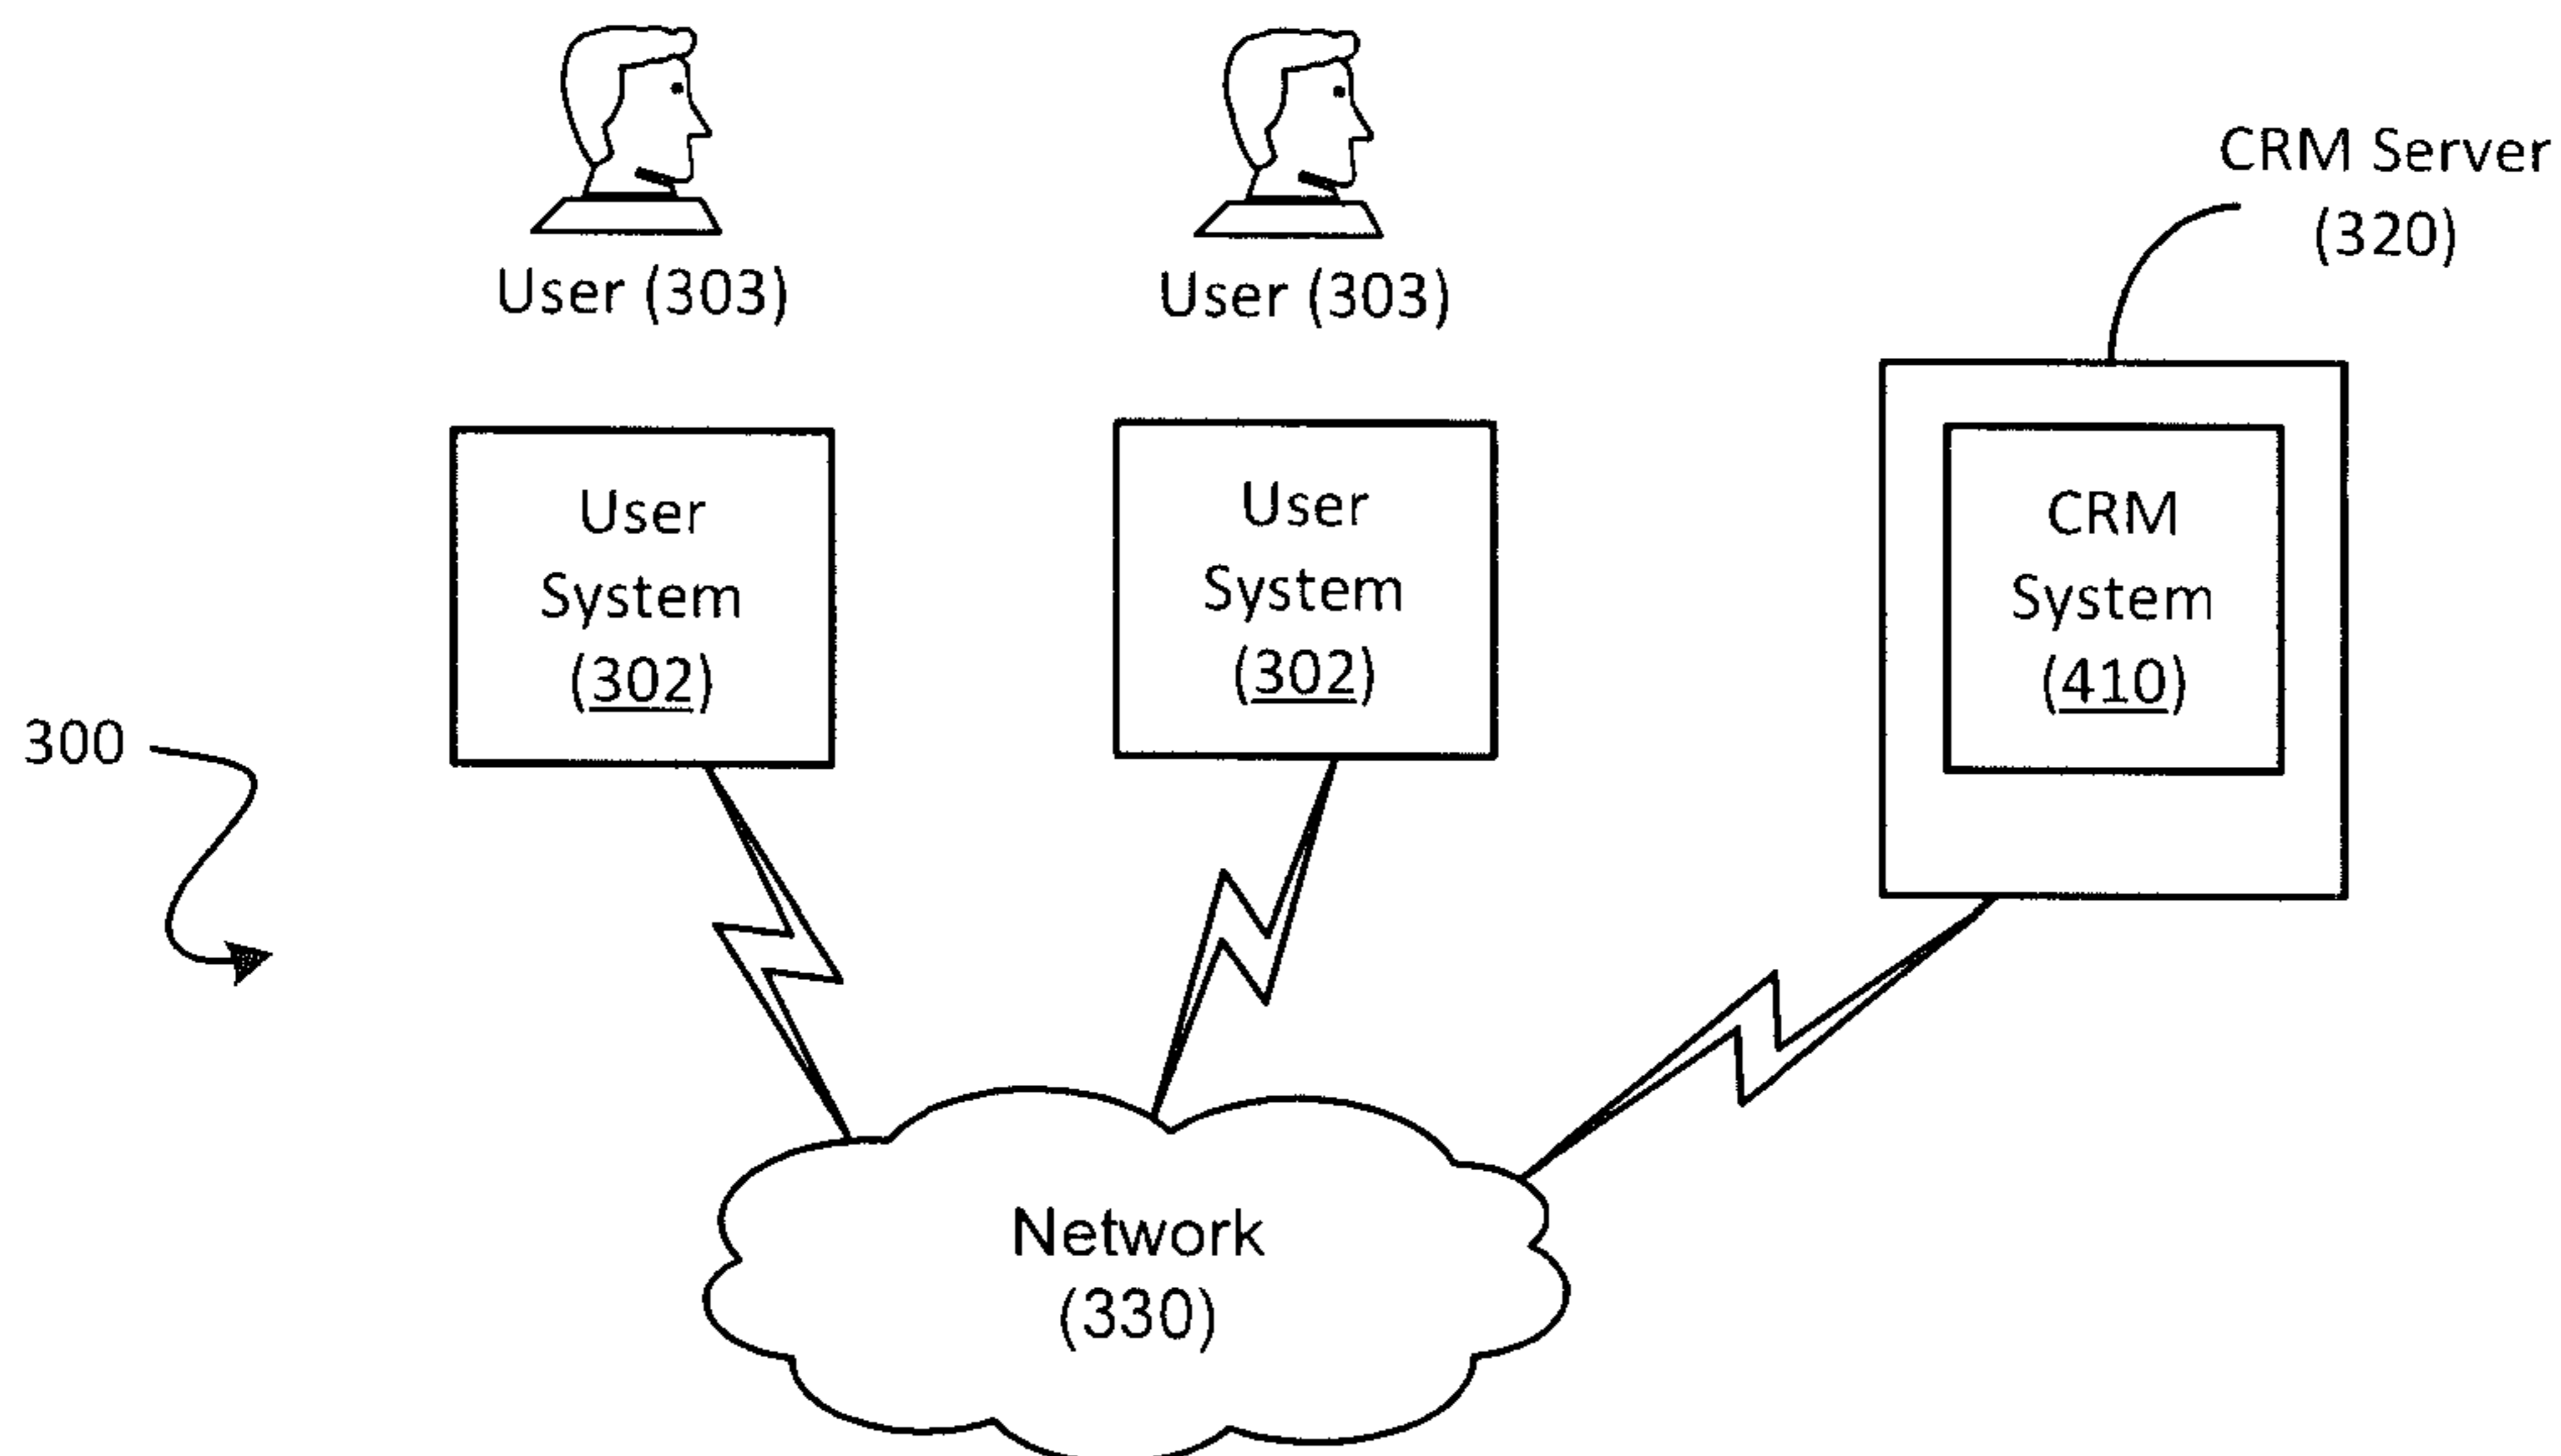 CRM Server
(320)
User (303)
User (303)
User
System
(302)
User
System
(302)
CRM
System
(410)
300
Network
(330)